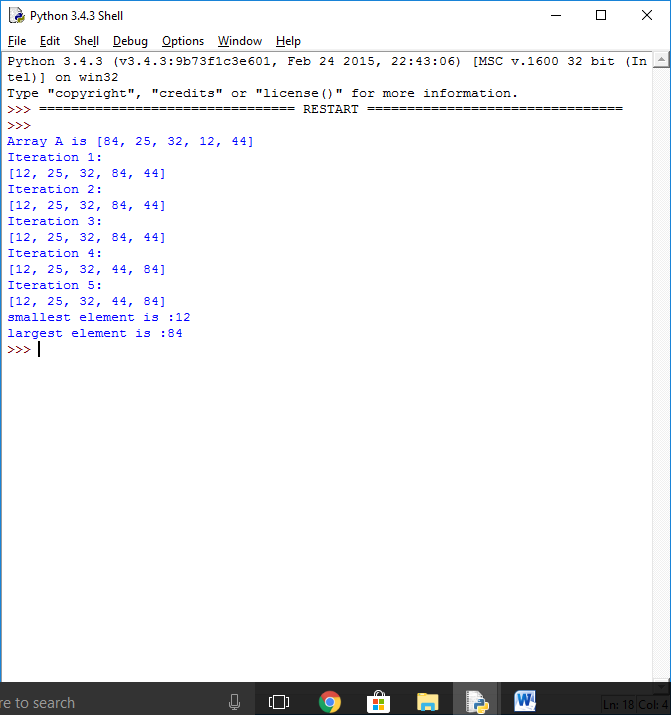 Python 3.4.3 Shell
File Edit Shell Debug Options Window Help
Python 3.4.3 (v3.4.3:9b73f1c3e601, Feb 24 2015, 22:43:06) [MSC v.1600 32 bit (In
tel)] on win32
Type "copyright", "credits" or "license()" for more information.
>>> ================================ RESTART ================================
>>>
Array A is [84, 25, 32, 12, 44]
Iteration 1:
[12, 25, 32, 84, 44]
Iteration 2:
[12, 25, 32, 84, 44]
Iteration 3:
[12, 25, 32, 84, 44]
Iteration 4:
[12, 25, 32, 44, 84]
Iteration 5:
[12, 25, 32, 44, 84]
smallest element is :12
largest element is :84
>>>
re to search
Ln: 18 Col: 4